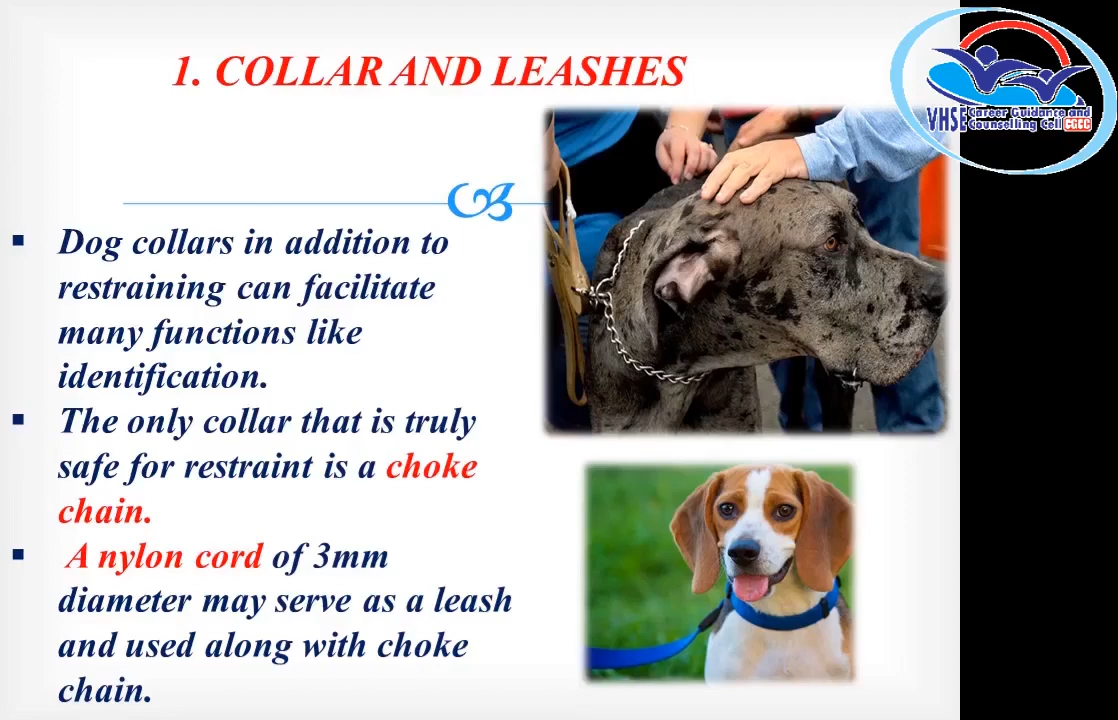 1. COLLAR AND LEASHES
VHSE Career Guidance and
Counselling Cell CGCC
▪ Dog collars in addition to
restraining can facilitate
many functions like
identification.
▪ The only collar that is truly
safe for restraint is a choke
chain.
▪ A nylon cord of 3mm
diameter may serve as a leash
and used along with choke
chain.